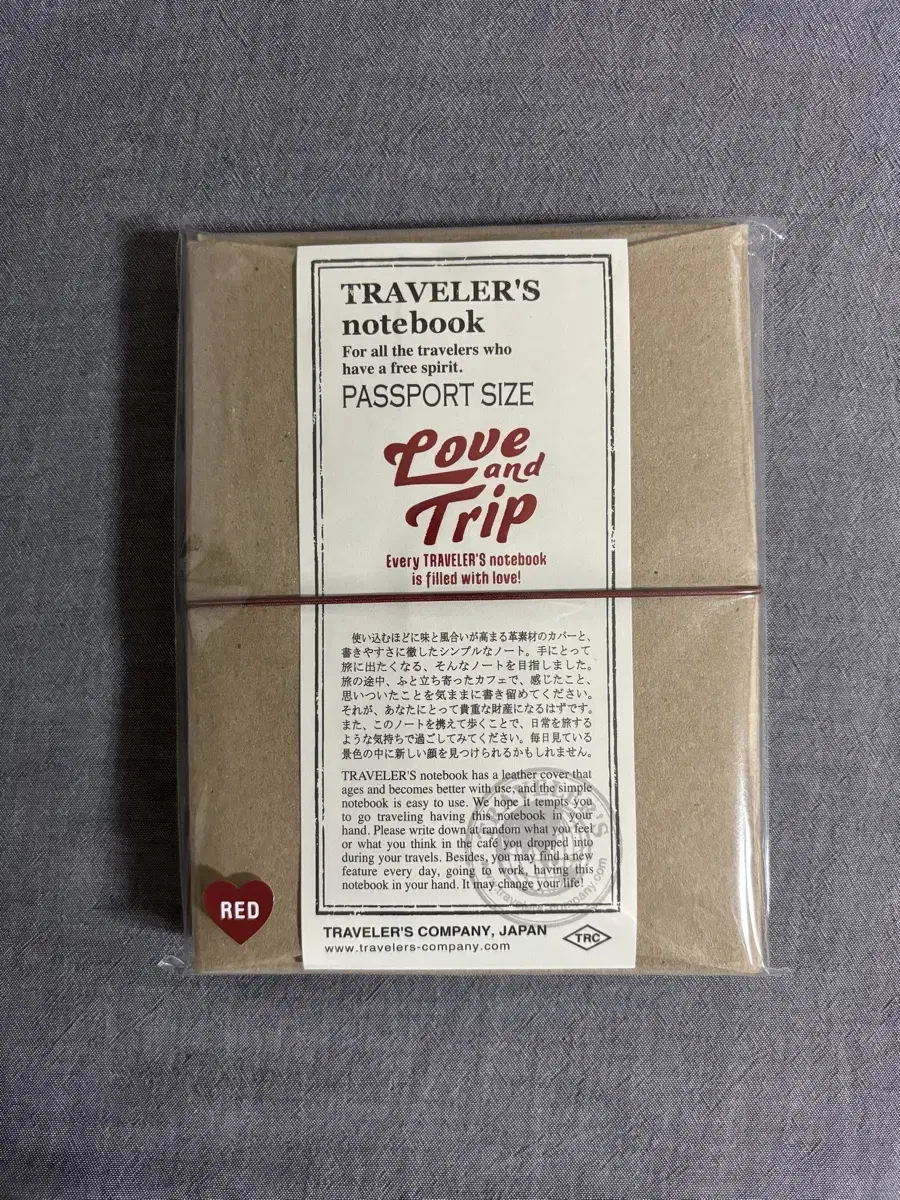 TRAVELER'S
notebook
For all the travelers who
have a free spirit.
PASSPORT SIZE
Love
and
Trip
Every TRAVELER'S notebook
is filled with love!
使い込むほどに味と風合いが高まる革素材のカバーと、
書きやすさに徹したシンプルなノート。手にとって
旅に出たくなる、そんなノートを目指しました。
旅の途中、ふと立ち寄ったカフェで、感じたこと、
思いついたことを気ままに書き留めてください。
それが、あなたにとって貴重な財産になるはずです。
また、このノートを携えて歩くことで、日常を旅する
ような気持ちで過ごしてみてください。毎日見ている
景色の中に新しい顔を見つけられるかもしれません。
TRAVELER'S notebook has a leather cover that
ages and becomes better with use, and the simple
notebook is easy to use. We hope it tempts you
to go traveling having this notebook in your
hand. Please write down at random what you feel
or what you think in the cafe you dropped into
during your travels. Besides, you may find a new
feature every day, going to work, having this
notebook in your hand. It may change your life!
TRAVELER'S
travelers-company.com
RED
TRAVELER'S COMPANY, JAPAN
www.travelers-company.com
TRC